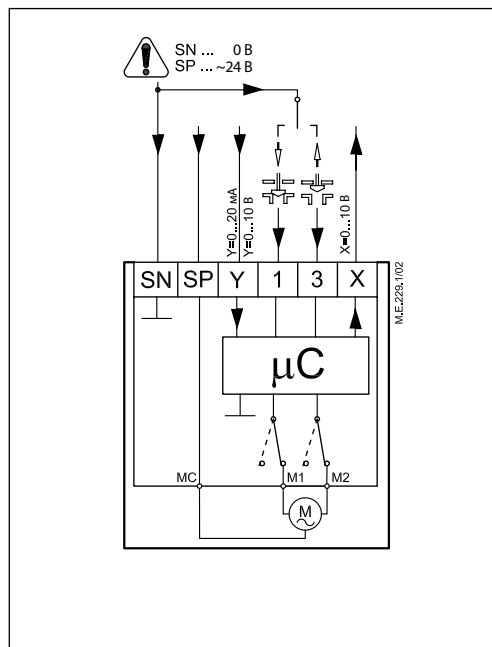 SN ... 0 В
SP ... ~24 В
Y=0...20 мА
Y=0...10 В
X=0...10 В
SN SP Y 1 3 X
M.E.229.1/02
µC
MC M1 M2
M